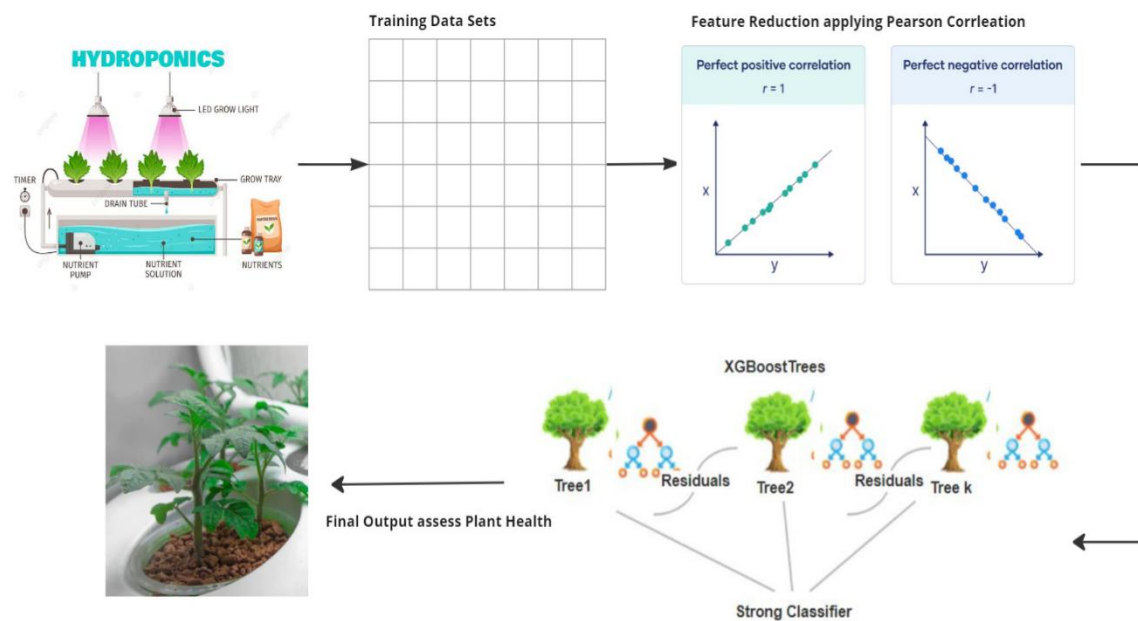 Training Data Sets
Feature Reduction applying Pearson Corrleation
HYDROPONICS
LED GROW LIGHT
TIMER
GROW TRAY
DRAIN TUBE
NUTRIENT
PUMP
NUTRIENT
SOLUTION
NUTRIENTS
Perfect positive correlation
r = 1
x
y
Perfect negative correlation
r = -1
x
y
XGBoostTrees
Tree1
Residuals
Tree2
Residuals
Tree k
Strong Classifier
Final Output assess Plant Health